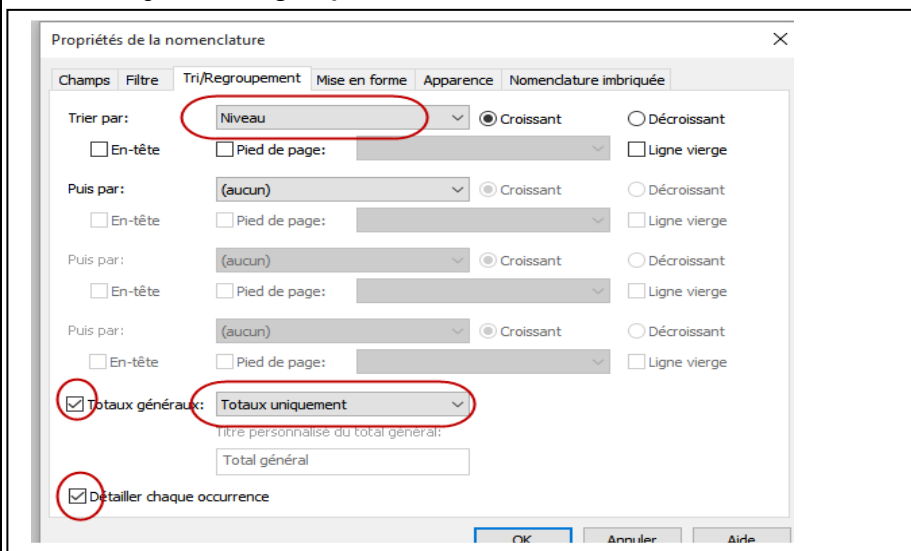 Propriétés de la nomenclature
Champs Filtre Tri/Regroupement Mise en forme Apparence Nomenclature imbriquée
Trier par: Niveau Croissant Décroissant
En-tête Pied de page: Ligne vierge
Puis par: (aucun) Croissant Décroissant
En-tête Pied de page: Ligne vierge
Puis par: (aucun) Croissant Décroissant
En-tête Pied de page: Ligne vierge
Puis par: (aucun) Croissant Décroissant
En-tête Pied de page: Ligne vierge
Totaux généraux: Totaux uniquement
Titre personnalisé du total général:
Total général
Détailler chaque occurrence
OK Annuler Aide